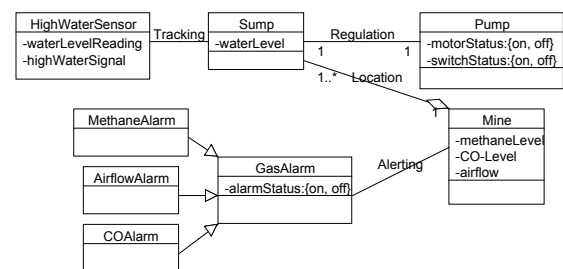 HighWaterSensor
-waterLevelReading
-highWaterSignal
Tracking
Sump
-waterLevel
Regulation
1
1
Pump
-motorStatus:{on, off}
-switchStatus:{on, off}
1..*
Location
1
Mine
-methaneLevel
-CO-Level
-airflow
MethaneAlarm
AirflowAlarm
COAlarm
GasAlarm
-alarmStatus:{on, off}
Alerting